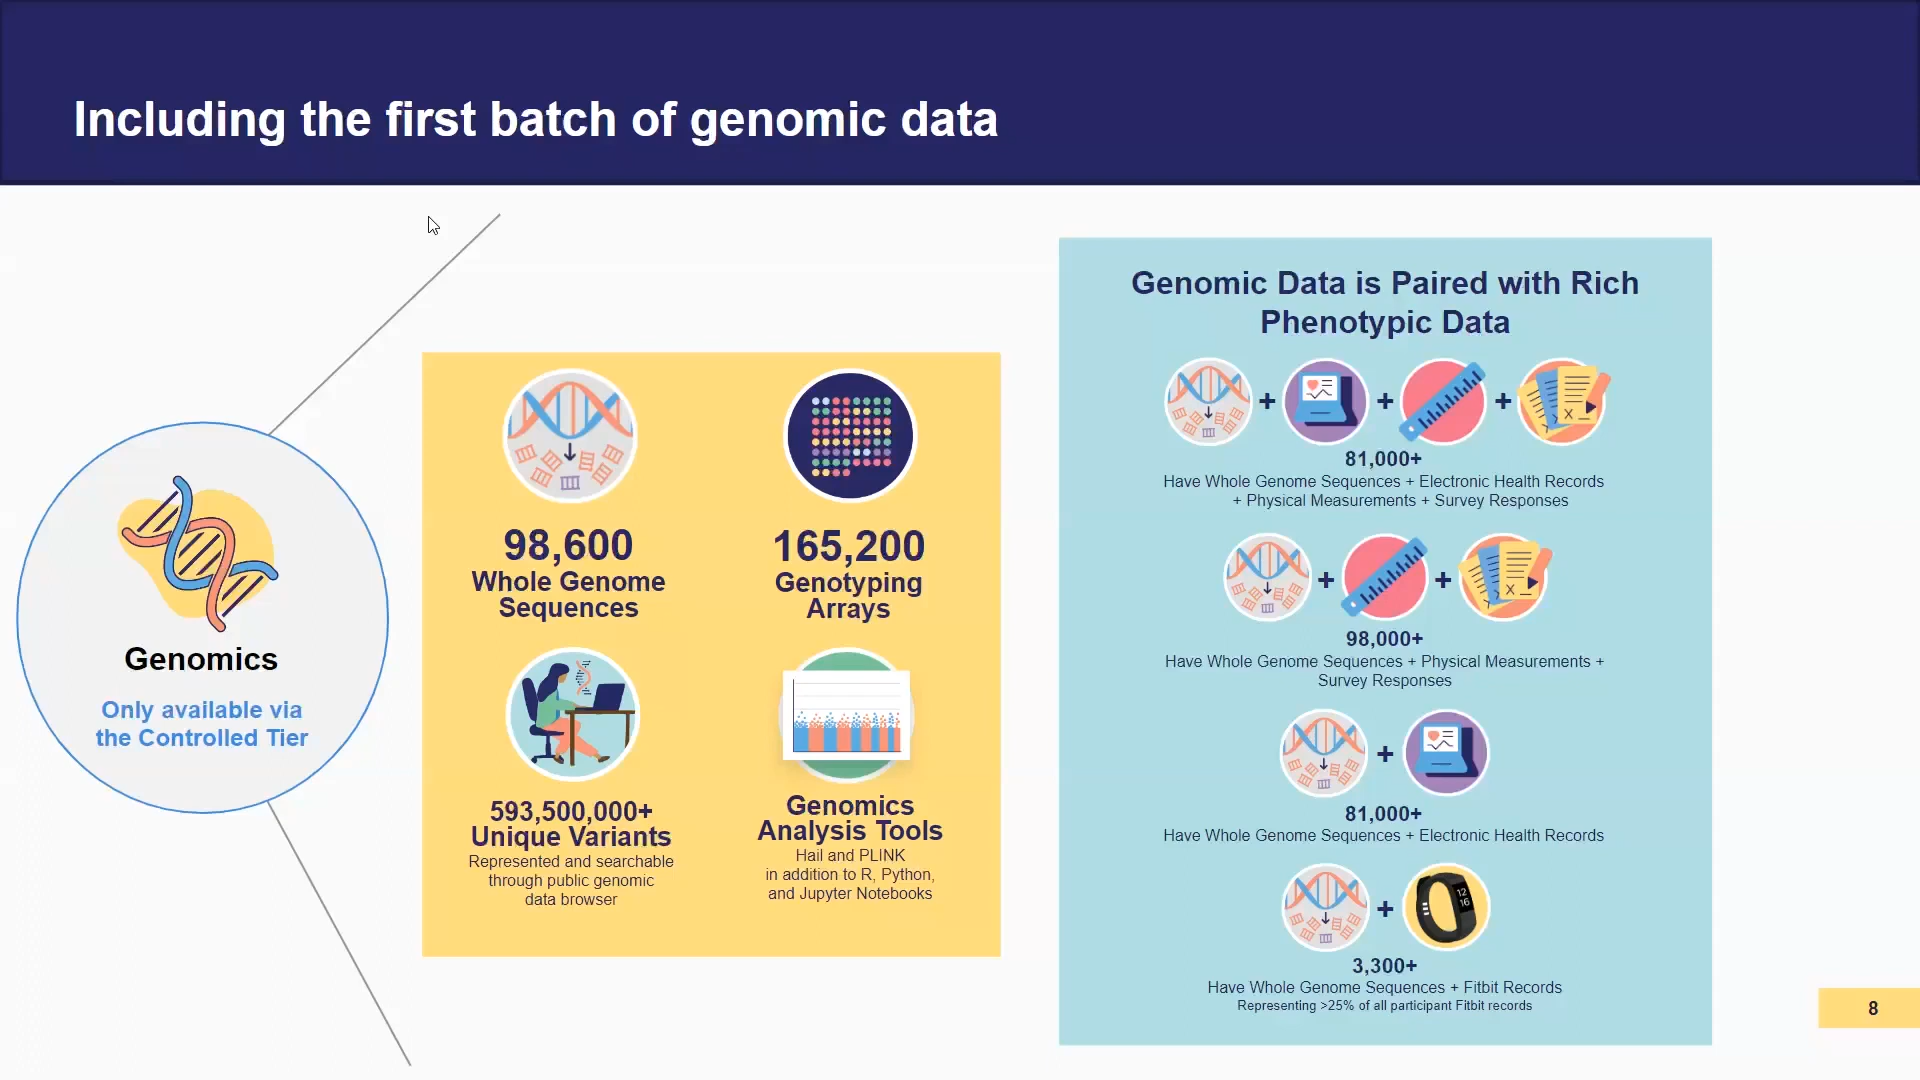 Including the first batch of genomic data
Genomics
Only available via
the Controlled Tier
98,600
Whole Genome
Sequences
165,200
Genotyping
Arrays
593,500,000+
Unique Variants
Represented and searchable
through public genomic
data browser
Genomics
Analysis Tools
Hail and PLINK
in addition to R, Python,
and Jupyter Notebooks
Genomic Data is Paired with Rich
Phenotypic Data
+ + +
81,000+
Have Whole Genome Sequences + Electronic Health Records
+ Physical Measurements + Survey Responses
+ +
98,000+
Have Whole Genome Sequences + Physical Measurements +
Survey Responses
+
81,000+
Have Whole Genome Sequences + Electronic Health Records
+
12
16
3,300+
Have Whole Genome Sequences + Fitbit Records
Representing >25% of all participant Fitbit records
8